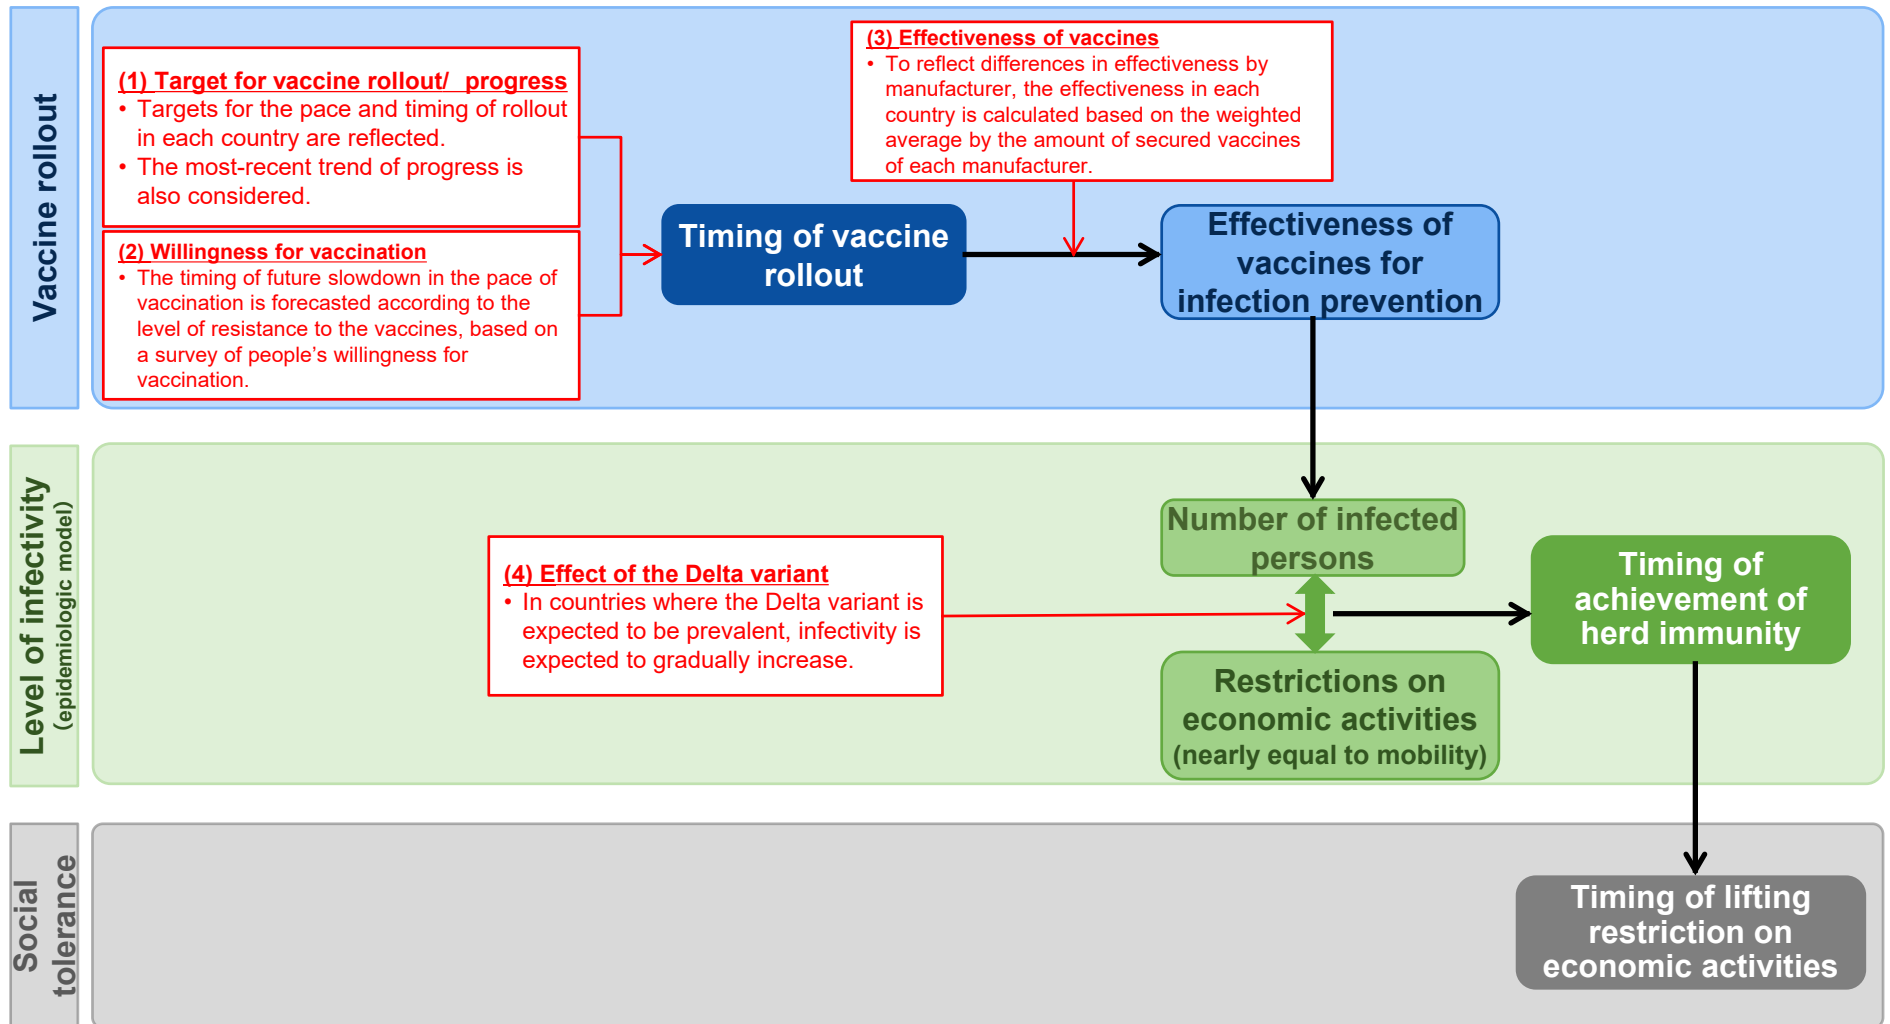 Vaccine rollout
(1) Target for vaccine rollout/ progress
• Targets for the pace and timing of rollout
in each country are reflected.
• The most-recent trend of progress is
also considered.
(2) Willingness for vaccination
• The timing of future slowdown in the pace of
vaccination is forecasted according to the
level of resistance to the vaccines, based on
a survey of people's willingness for
vaccination.
(3) Effectiveness of vaccines
• To reflect differences in effectiveness by
manufacturer, the effectiveness in each
country is calculated based on the weighted
average by the amount of secured vaccines
of each manufacturer.
Timing of vaccine
rollout
Effectiveness of
vaccines for
infection prevention
Level of infectivity
(epidemiologic model)
(4) Effect of the Delta variant
• In countries where the Delta variant is
expected to be prevalent, infectivity is
expected to gradually increase.
Number of infected
persons
Restrictions on
economic activities
(nearly equal to mobility)
Timing of
achievement of
herd immunity
Social
tolerance
Timing of lifting
restriction on
economic activities